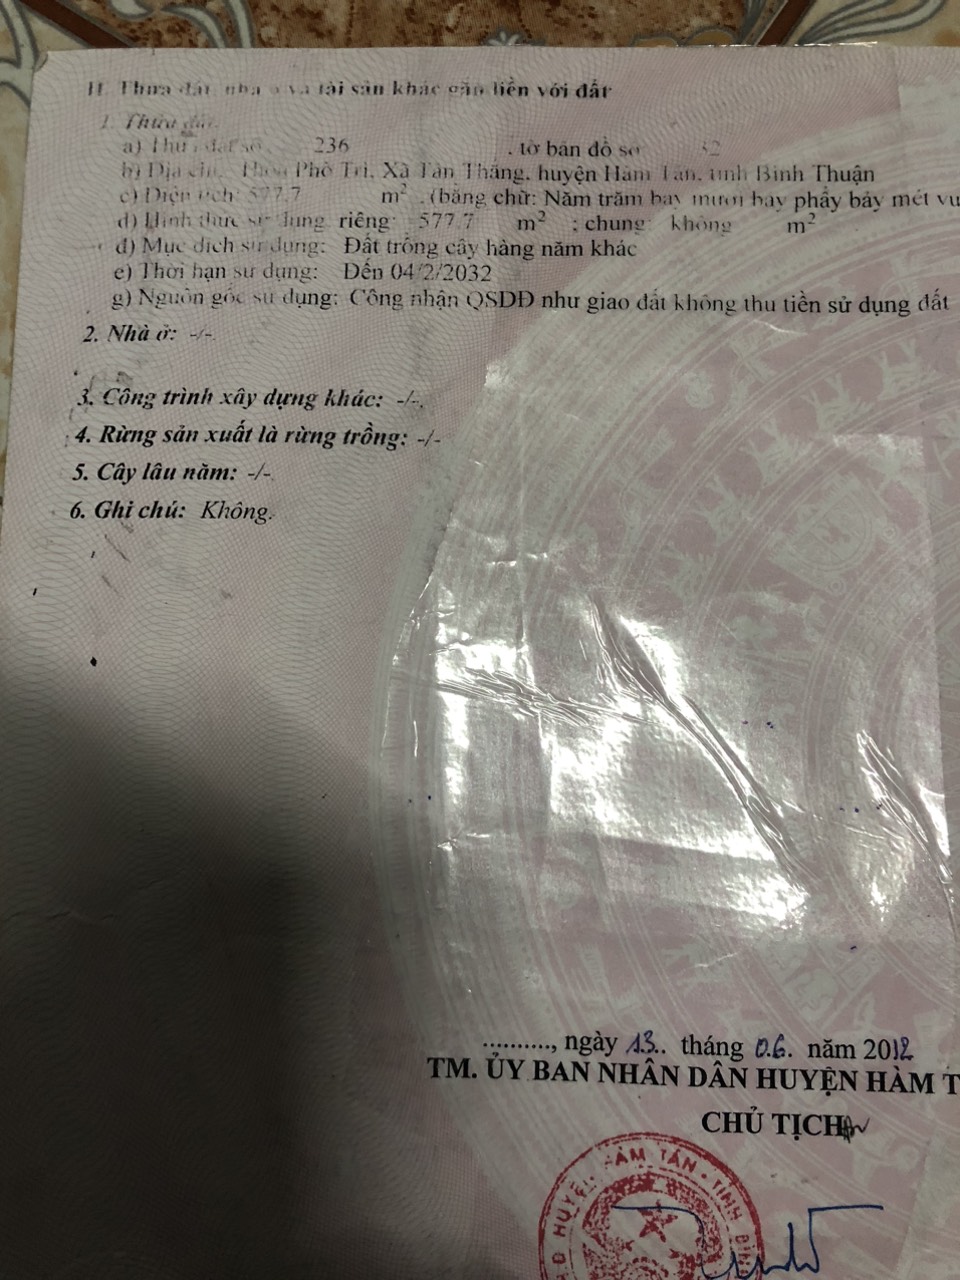 II. Thửa đất, nhà ở và tài sản khác gắn liền với đất
1. Thửa đất:
a) Thửa đất số: 236 , tờ bản đồ số 52
b) Địa chỉ: Phò Trì, Xã Tân Thắng, huyện Hàm Tân, tỉnh Bình Thuận
c) Diện tích: 577,7 m², (bằng chữ: Năm trăm bảy mươi bảy phẩy bảy mét vu
d) Hình thức sử dụng riêng: 577,7 m² ; chung: không m²
đ) Mục đích sử dụng: Đất trồng cây hàng năm khác
e) Thời hạn sử dụng: Đến 04/2/2032
g) Nguồn gốc sử dụng: Công nhận QSDĐ như giao đất không thu tiền sử dụng đất
2. Nhà ở: -/-
3. Công trình xây dựng khác: -/-.
4. Rừng sản xuất là rừng trồng: -/-
5. Cây lâu năm: -/-
6. Ghi chú: Không.
.........., ngày 13.. tháng 06. năm 2012
TM. ỦY BAN NHÂN DÂN HUYỆN HÀM T
CHỦ TỊCH
HUYỆN HÀM TÂN - TỈNH BÌN